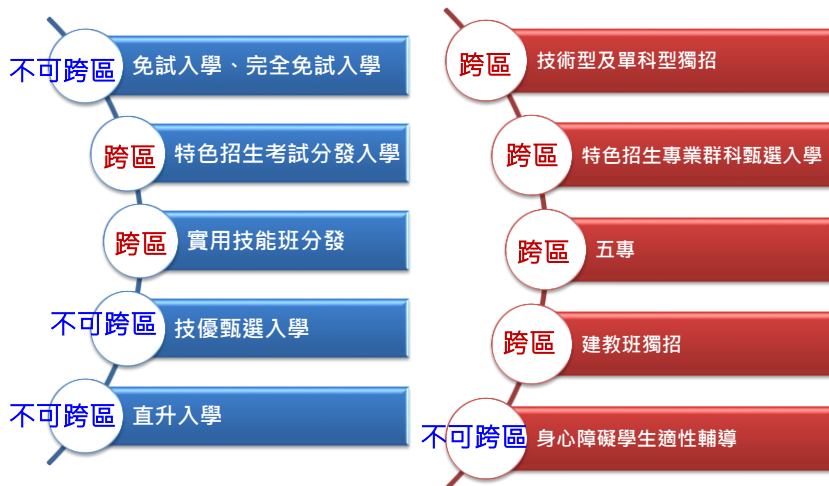 不可跨區 免試入學、完全免試入學
跨區 特色招生考試分發入學
跨區 實用技能班分發
不可跨區 技優甄選入學
不可跨區 直升入學
跨區 技術型及單科型獨招
跨區 特色招生專業群科甄選入學
跨區 五專
跨區 建教班獨招
不可跨區 身心障礙學生適性輔導